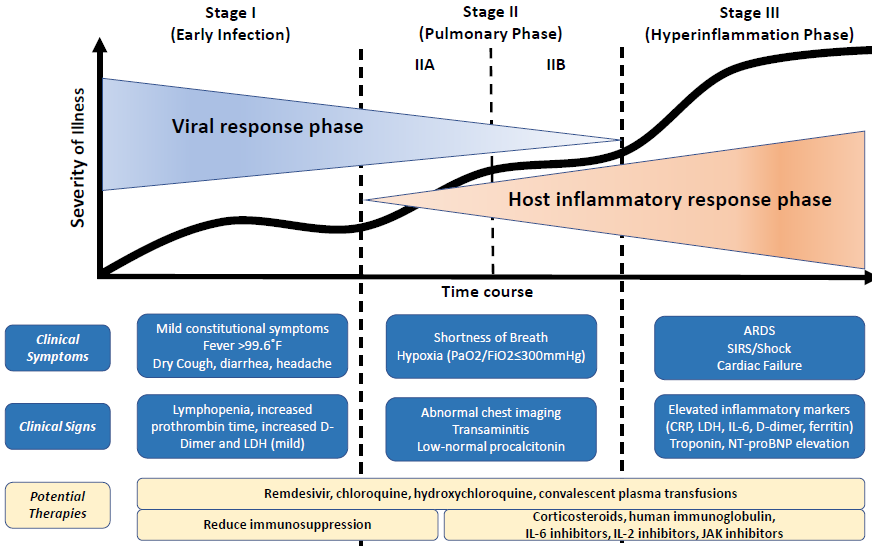 Stage I
(Early Infection)
Stage II
(Pulmonary Phase)
Stage III
(Hyperinflammation Phase)
IIA
IIB
Severity of Illness
Viral response phase
Host inflammatory response phase
Time course
Clinical
Symptoms
Mild constitutional symptoms
Fever >99.6˚F
Dry Cough, diarrhea, headache
Shortness of Breath
Hypoxia (PaO2/FiO2≤300mmHg)
ARDS
SIRS/Shock
Cardiac Failure
Clinical Signs
Lymphopenia, increased
prothrombin time, increased D-
Dimer and LDH (mild)
Abnormal chest imaging
Transaminitis
Low-normal procalcitonin
Elevated inflammatory markers
(CRP, LDH, IL-6, D-dimer, ferritin)
Troponin, NT-proBNP elevation
Potential
Therapies
Remdesivir, chloroquine, hydroxychloroquine, convalescent plasma transfusions
Reduce immunosuppression
Corticosteroids, human immunoglobulin,
IL-6 inhibitors, IL-2 inhibitors, JAK inhibitors